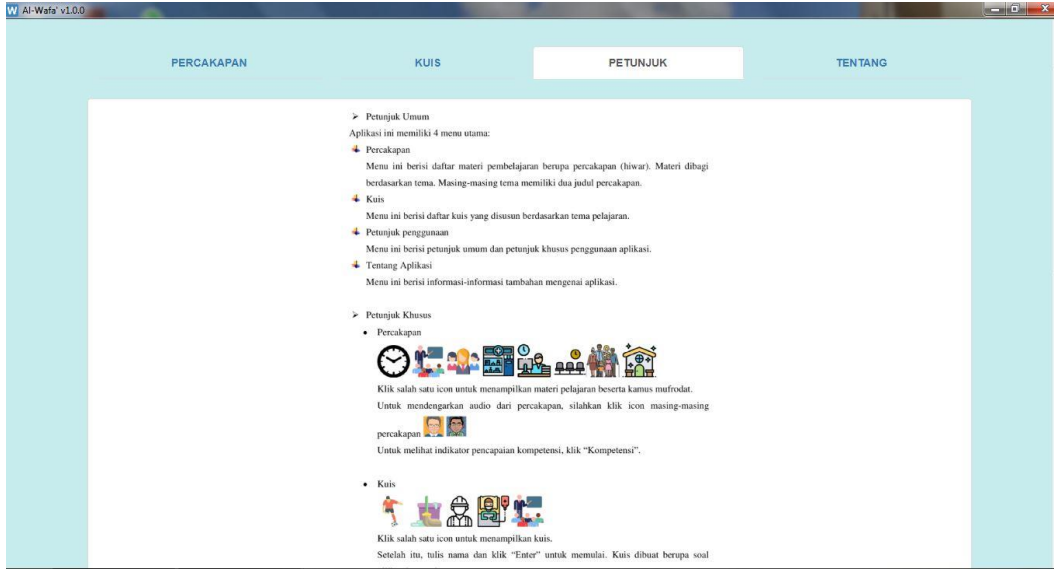 W Al-Wafa' v1.0.0
PERCAKAPAN
KUIS
PETUNJUK
TENTANG
➢ Petunjuk Umum
Aplikasi ini memiliki 4 menu utama:
Percakapan
Menu ini berisi daftar materi pembelajaran berupa percakapan (hiwar). Materi dibagi
berdasarkan tema. Masing-masing tema memiliki dua judul percakapan.
Kuis
Menu ini berisi daftar kuis yang disusun berdasarkan tema pelajaran.
Petunjuk penggunaan
Menu ini berisi petunjuk umum dan petunjuk khusus penggunaan aplikasi.
Tentang Aplikasi
Menu ini berisi informasi-informasi tambahan mengenai aplikasi.
➢ Petunjuk Khusus
• Percakapan
Klik salah satu icon untuk menampilkan materi pelajaran beserta kamus mufrodat.
Untuk mendengarkan audio dari percakapan, silahkan klik icon masing-masing
percakapan
Untuk melihat indikator pencapaian kompetensi, klik “Kompetensi”.
• Kuis
Klik salah satu icon untuk menampilkan kuis.
Setelah itu, tulis nama dan klik “Enter” untuk memulai. Kuis dibuat berupa soal